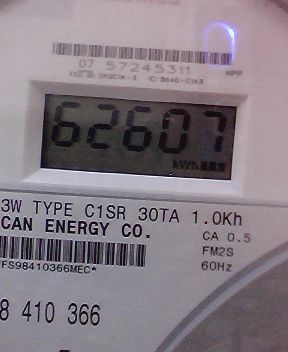 07 57245311
62607
kWh
3W TYPE C1SR 30TA 1.0Kh
CAN ENERGY CO.
CA 0.5
FM2S
60Hz
*FS98410366MEC*
8 410 366